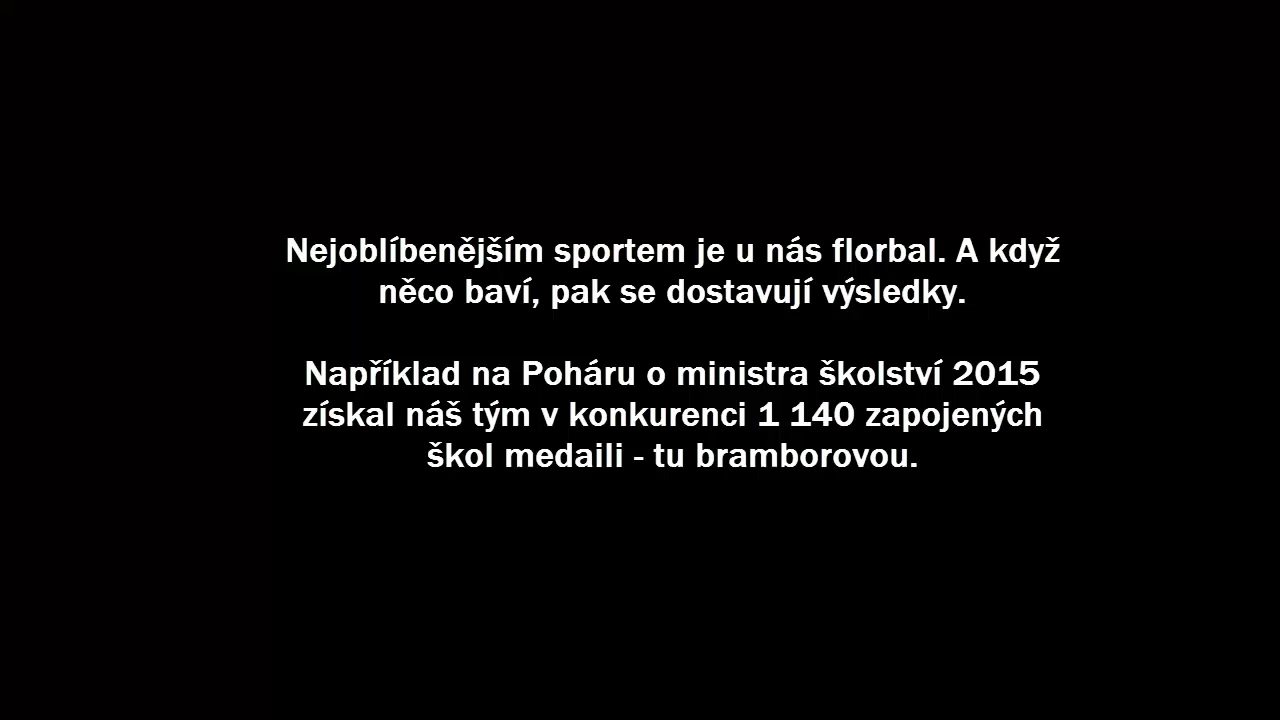 Nejoblíbenějším sportem je u nás florbal. A když
něco baví, pak se dostavují výsledky.
Například na Poháru o ministra školství 2015
získal náš tým v konkurenci 1 140 zapojených
škol medaili - tu bramborovou.